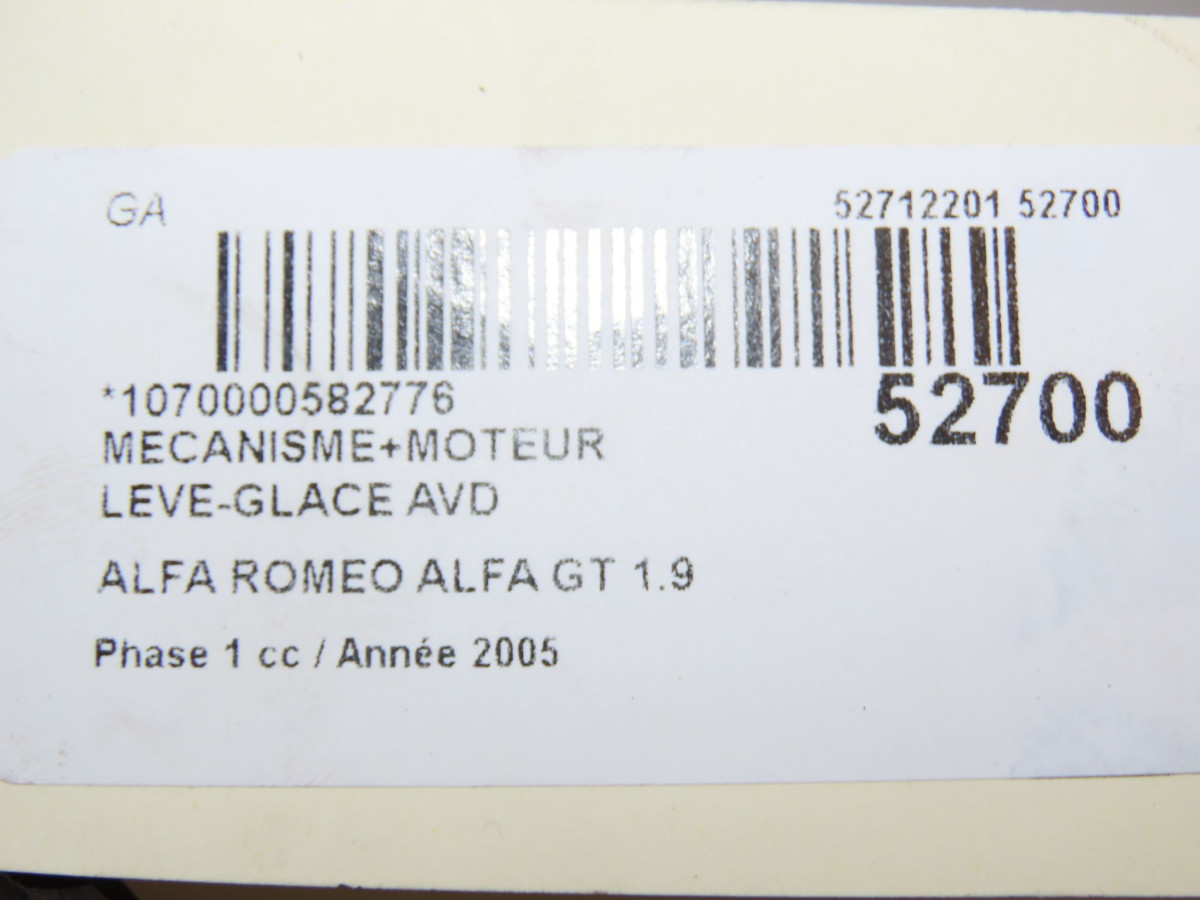 GA
52712201 52700
*1070000582776
52700
MECANISME+MOTEUR
LEVE-GLACE AVD
ALFA ROMEO ALFA GT 1.9
Phase 1 cc / Année 2005